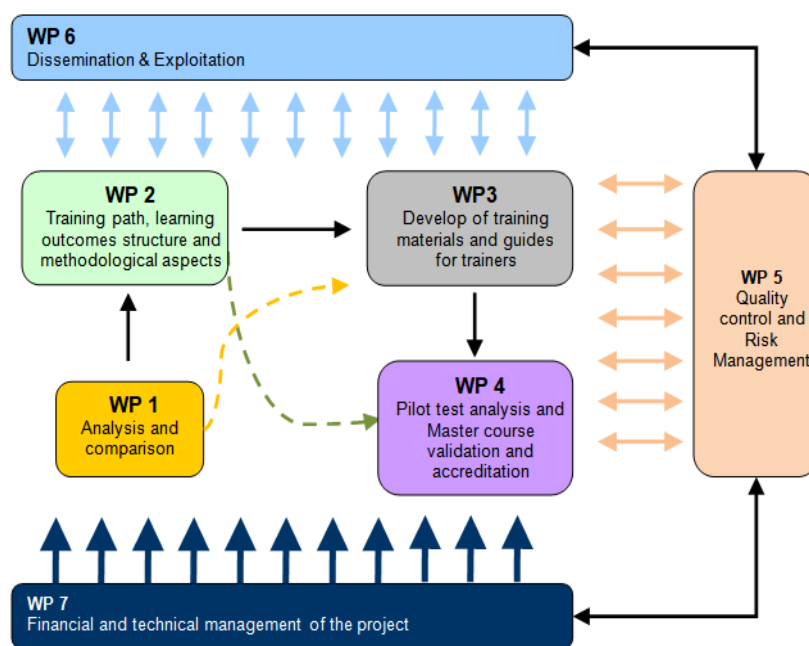 WP 6
Dissemination & Exploitation
WP 2
Training path, learning
outcomes structure and
methodological aspects
WP3
Develop of training
materials and guides
for trainers
WP 5
Quality
control and
Risk
Management
WP 1
Analysis and
comparison
WP 4
Pilot test analysis and
Master course
validation and
accreditation
WP 7
Financial and technical management of the project